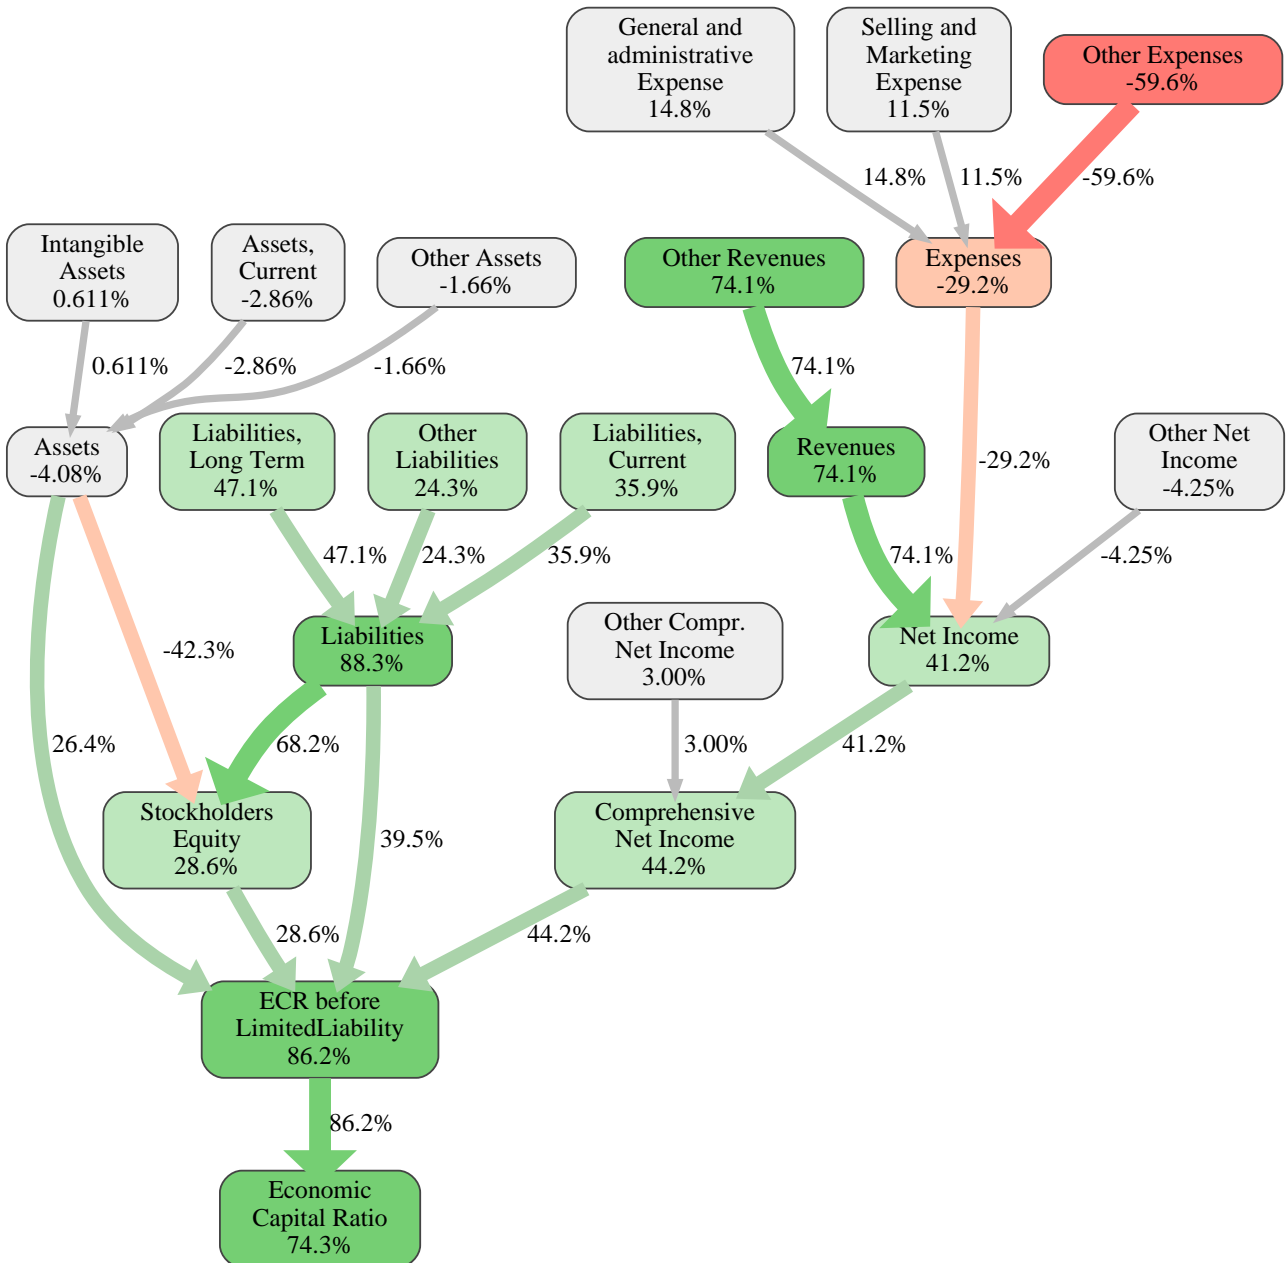 General and
administrative
Expense
14.8%
Selling and
Marketing
Expense
11.5%
Other Expenses
-59.6%
14.8%
11.5%
-59.6%
Intangible
Assets
0.611%
Assets,
Current
-2.86%
Other Assets
-1.66%
Other Revenues
74.1%
Expenses
-29.2%
0.611%
-2.86%
-1.66%
74.1%
Assets
-4.08%
Liabilities,
Long Term
47.1%
Other
Liabilities
24.3%
Liabilities,
Current
35.9%
Revenues
74.1%
-29.2%
Other Net
Income
-4.25%
47.1%
24.3%
35.9%
74.1%
-4.25%
-42.3%
Liabilities
88.3%
Other Compr.
Net Income
3.00%
Net Income
41.2%
26.4%
68.2%
3.00%
41.2%
Stockholders
Equity
28.6%
39.5%
Comprehensive
Net Income
44.2%
28.6%
44.2%
ECR before
LimitedLiability
86.2%
86.2%
Economic
Capital Ratio
74.3%